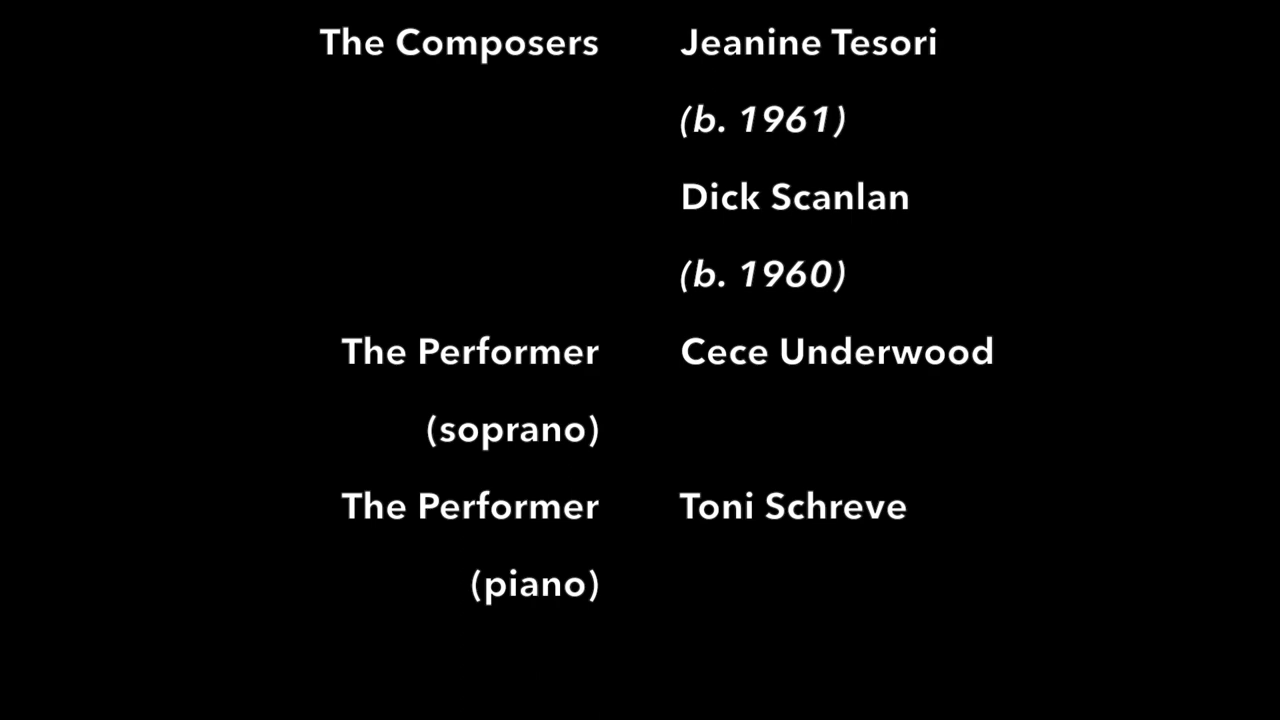 The Composers Jeanine Tesori
(b. 1961)
Dick Scanlan
(b. 1960)
The Performer Cece Underwood
(soprano)
The Performer Toni Schreve
(piano)